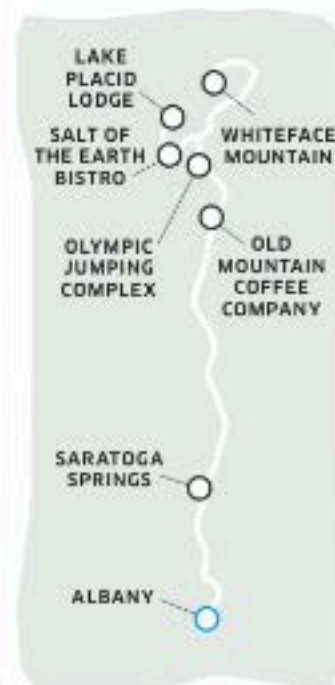 LAKE
PLACID
LODGE
SALT OF
THE EARTH
BISTRO
WHITEFACE
MOUNTAIN
OLYMPIC
JUMPING
COMPLEX
OLD
MOUNTAIN
COFFEE
COMPANY
SARATOGA
SPRINGS
ALBANY